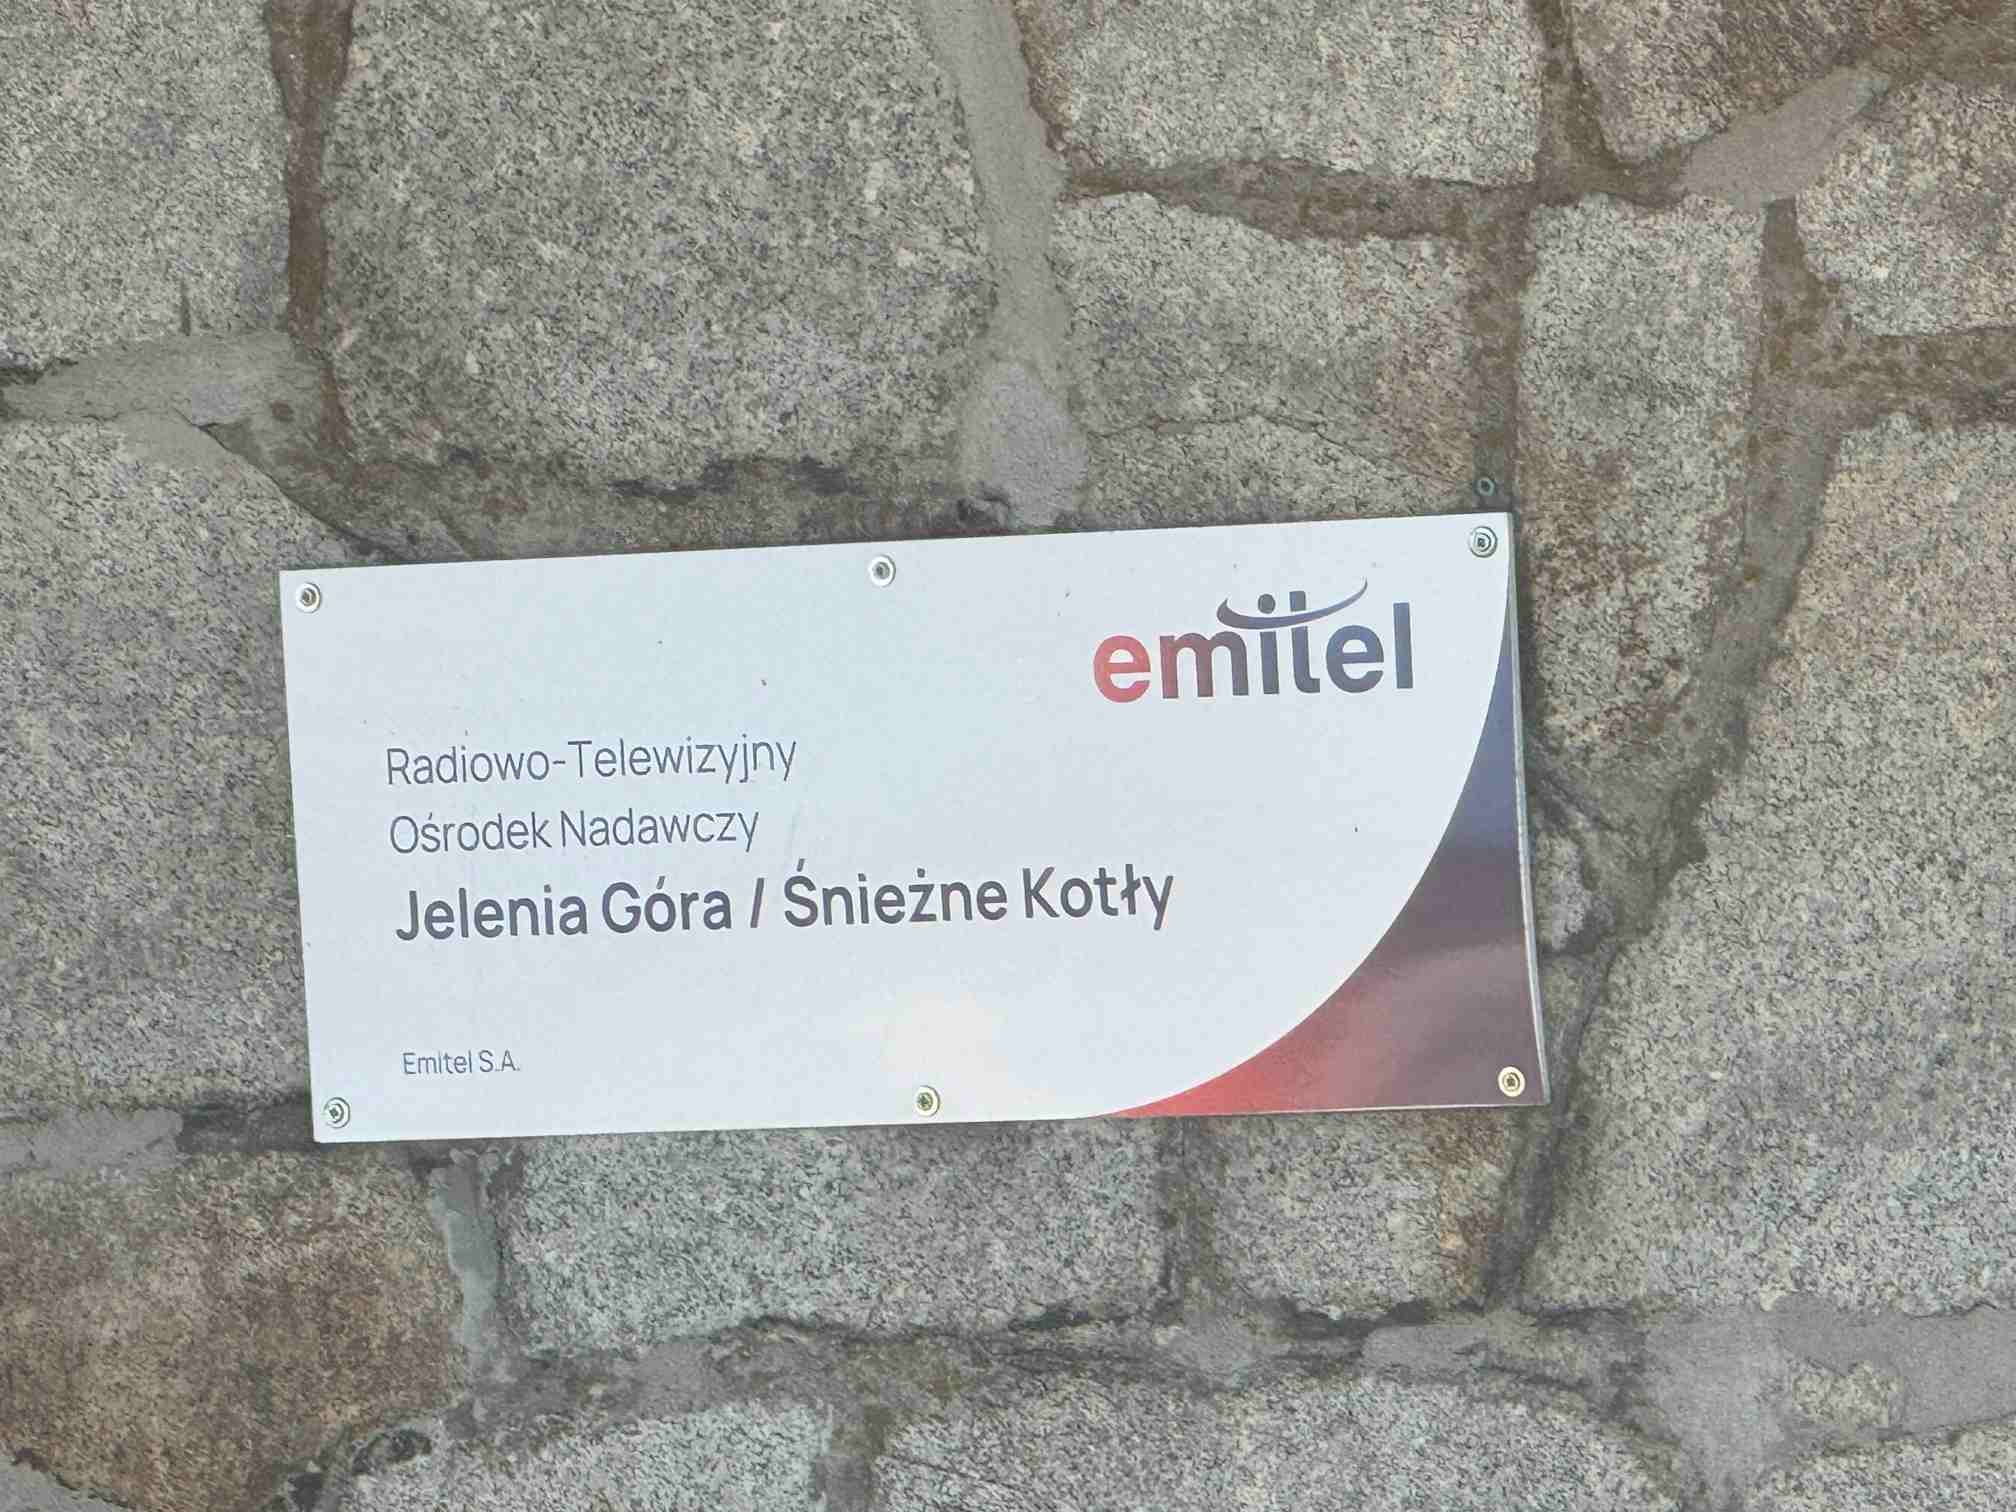 emitel
Radiowo-Telewizyjny
Ośrodek Nadawczy
Jelenia Góra / Śnieżne Kotły
Emitel S.A.